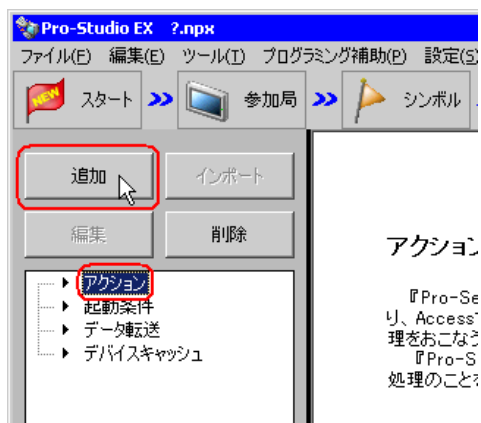 Pro-Studio EX ?.npx
ファイル(F) 編集(E) ツール(T) プログラミング補助(P) 設定(S)
NEW スタート 参加局 シンボル
追加 インポート
編集 削除
アクション
起動条件
データ転送
デバイスキャッシュ
アクション
『Pro-Se
り、Access
理をおこなう
『Pro-S
処理のことを